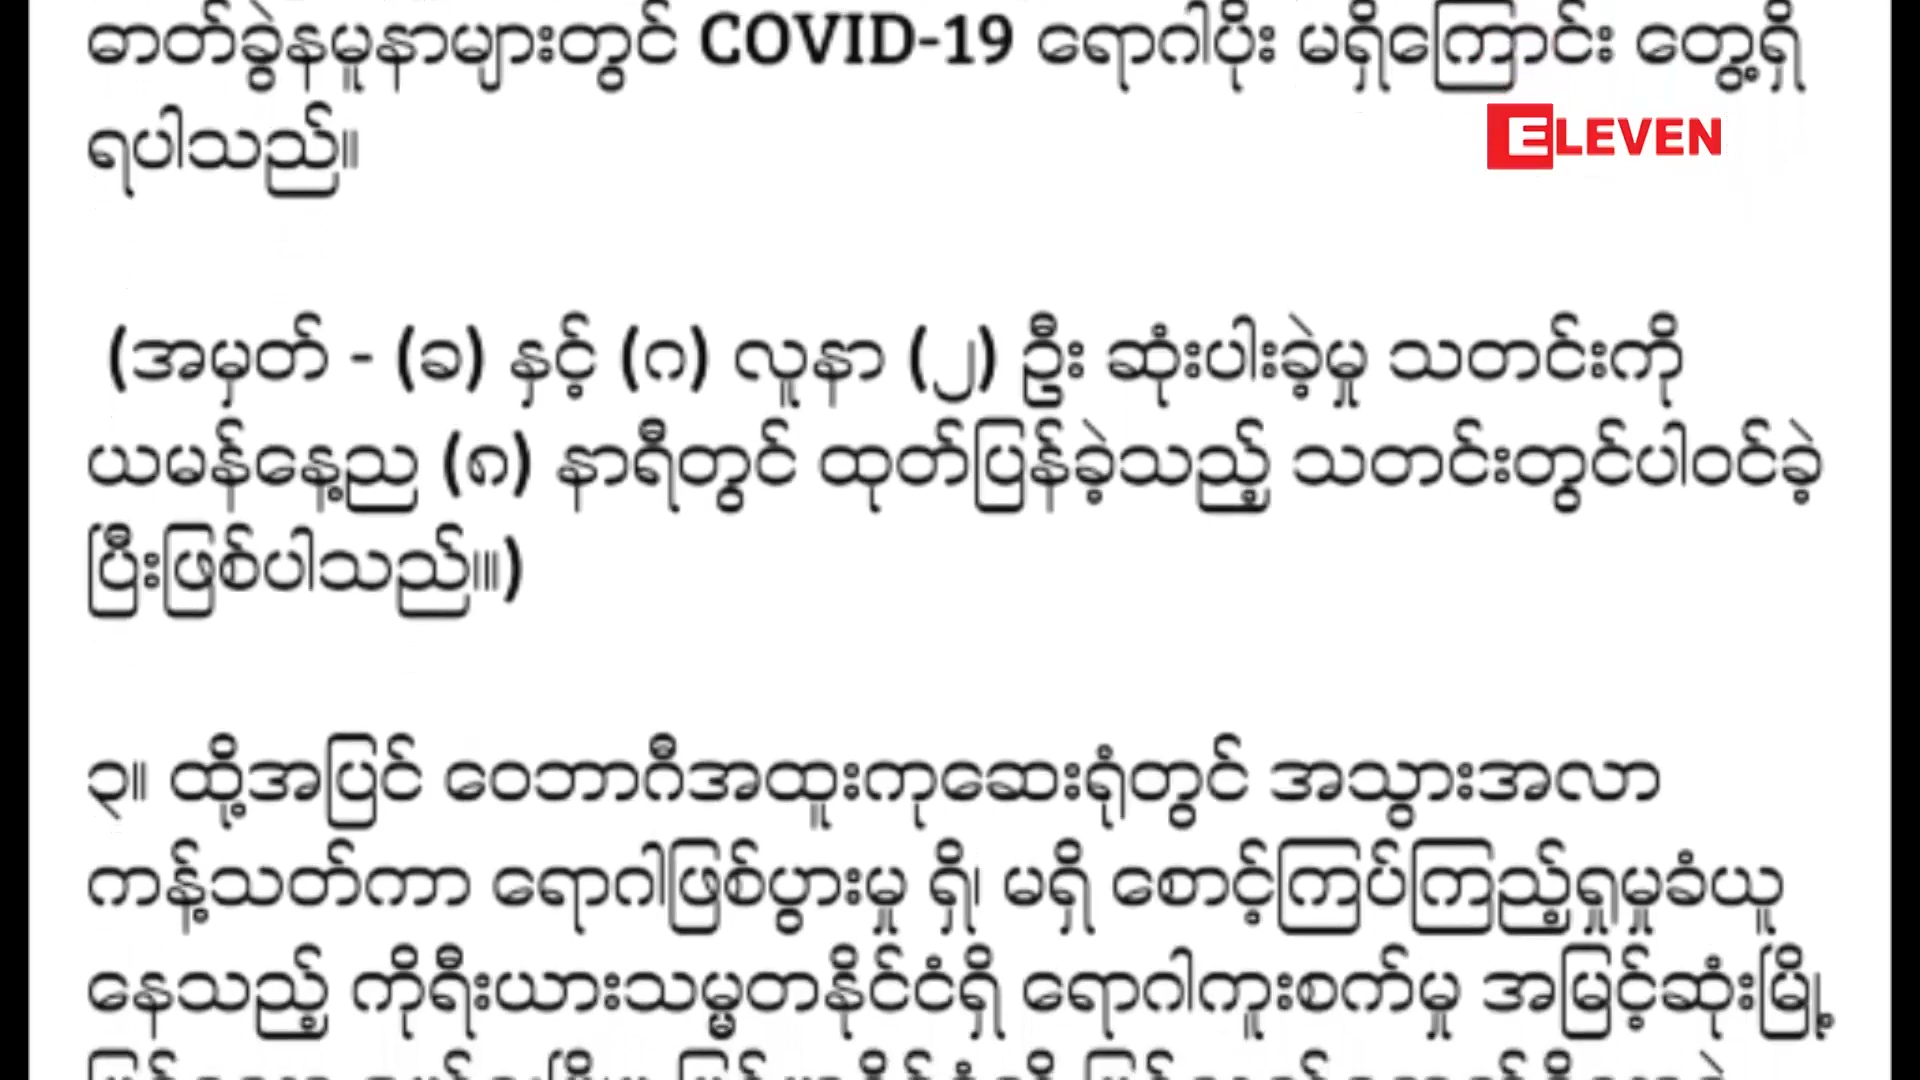 ဓာတ်ခွဲနမူနာများတွင် COVID-19 ရောဂါပိုး မရှိကြောင်း တွေ့ရှိ
ရပါသည်။
ELEVEN
(အမှတ် - (ခ) နှင့် (ဂ) လူနာ (၂) ဦး ဆုံးပါးခဲ့မှု သတင်းကို
ယမန်နေ့ည (၈) နာရီတွင် ထုတ်ပြန်ခဲ့သည့် သတင်းတွင်ပါဝင်ခဲ့
ပြီးဖြစ်ပါသည်။။)
၃။ ထို့အပြင် ဝေဘာဂီအထူးကုဆေးရုံတွင် အသွားအလာ
ကန့်သတ်ကာ ရောဂါဖြစ်ပွားမှု ရှိ၊ မရှိ စောင့်ကြပ်ကြည့်ရှုမှုခံယူ
နေသည့် ကိုရီးယားသမ္မတနိုင်ငံရှိ ရောဂါကူးစက်မှု အမြင့်ဆုံးမြို့